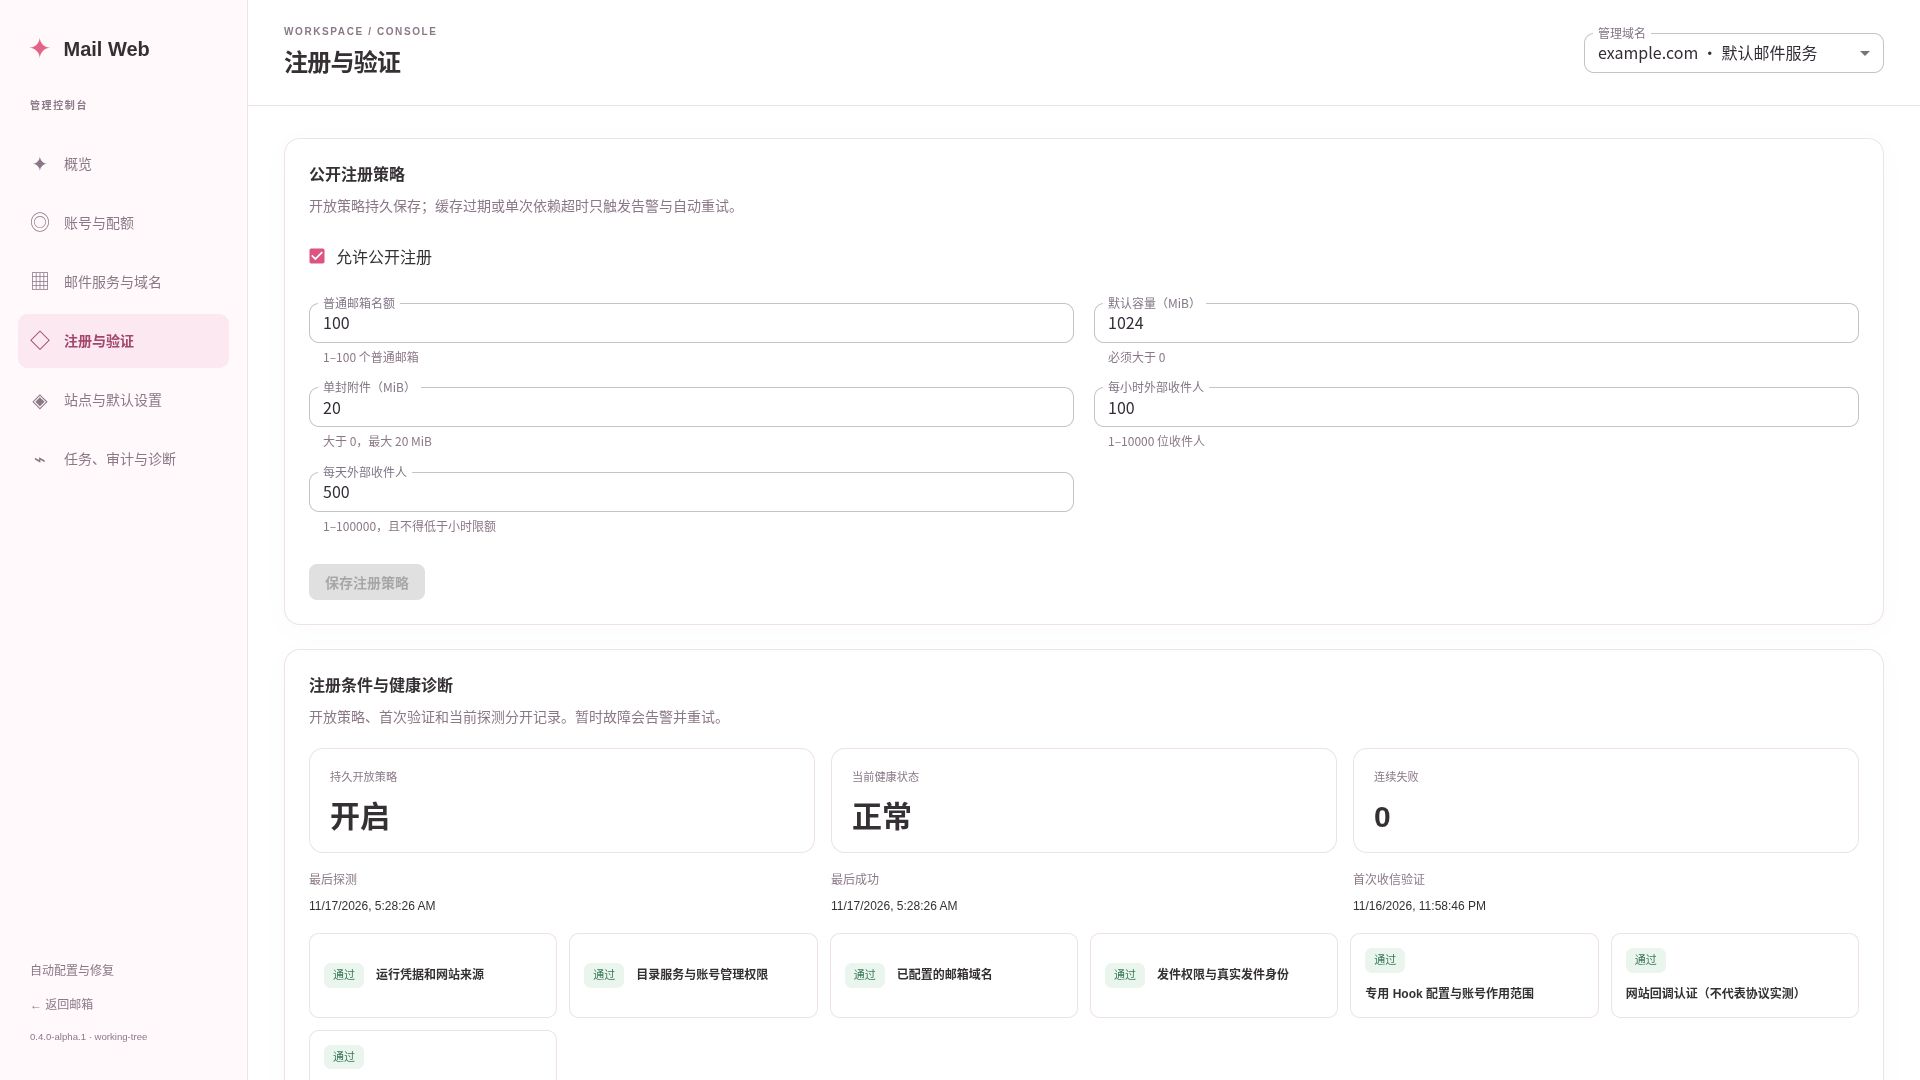 Mail Web
管理控制台
概览
账号与配额
邮件服务与域名
注册与验证
站点与默认设置
任务、审计与诊断
自动配置与修复
← 返回邮箱
0.4.0-alpha.1 · working-tree
WORKSPACE / CONSOLE
注册与验证
管理域名
example.com · 默认邮件服务
公开注册策略
开放策略持久保存；缓存过期或单次依赖超时只触发告警与自动重试。
允许公开注册
普通邮箱名额
100
1–100 个普通邮箱
默认容量（MiB）
1024
必须大于 0
单封附件（MiB）
20
大于 0，最大 20 MiB
每小时外部收件人
100
1–10000 位收件人
每天外部收件人
500
1–100000，且不得低于小时限额
保存注册策略
注册条件与健康诊断
开放策略、首次验证和当前探测分开记录。暂时故障会告警并重试。
持久开放策略
开启
当前健康状态
正常
连续失败
0
最后探测
11/17/2026, 5:28:26 AM
最后成功
11/17/2026, 5:28:26 AM
首次收信验证
11/16/2026, 11:58:46 PM
通过 运行凭据和网站来源
通过 目录服务与账号管理权限
通过 已配置的邮箱域名
通过 发件权限与真实发件身份
通过
专用 Hook 配置与账号作用范围
通过
网站回调认证（不代表协议实测）
通过